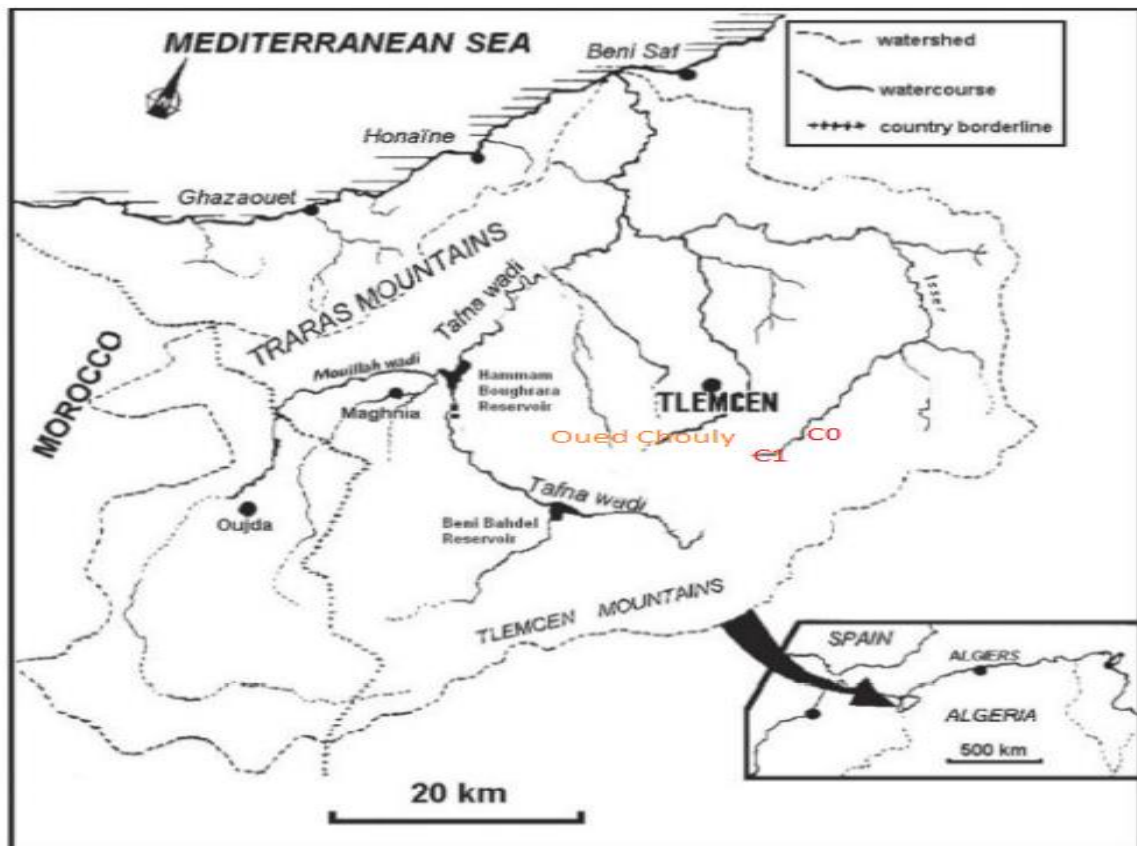 MEDITERRANEAN SEA
Beni Saf
watershed
watercourse
country borderline
Honaïne
Ghazaouet
TRARAS MOUNTAINS
Tafna wadi
Isser
MOROCCO
Mouillah wadi
Maghnia
Hammam
Boughrara
Reservoir
TLEMCEN
Oued Chouly
C0
C1
Oujda
Tafna wadi
Beni Bahdel
Reservoir
TLEMCEN MOUNTAINS
SPAIN
ALGIERS
ALGERIA
500 km
20 km